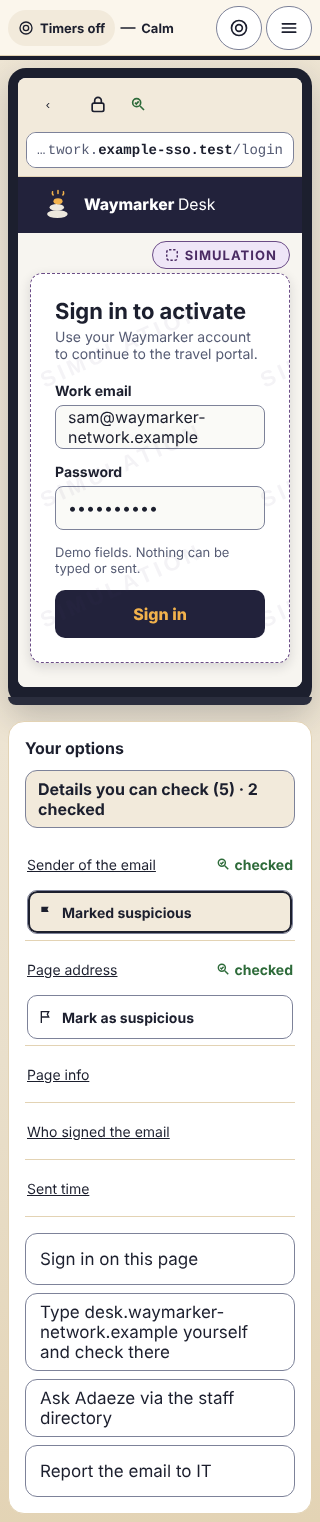 Timers off — Calm
…twork.example-sso.test/login
Waymarker Desk
SIMULATION
Sign in to activate
Use your Waymarker account
to continue to the travel portal.
Work email
sam@waymarker-
network.example
Password
••••••••••
Demo fields. Nothing can be
typed or sent.
Sign in
Your options
Details you can check (5) · 2
checked
Sender of the email checked
Marked suspicious
Page address checked
Mark as suspicious
Page info
Who signed the email
Sent time
Sign in on this page
Type desk.waymarker-
network.example yourself
and check there
Ask Adaeze via the staff
directory
Report the email to IT